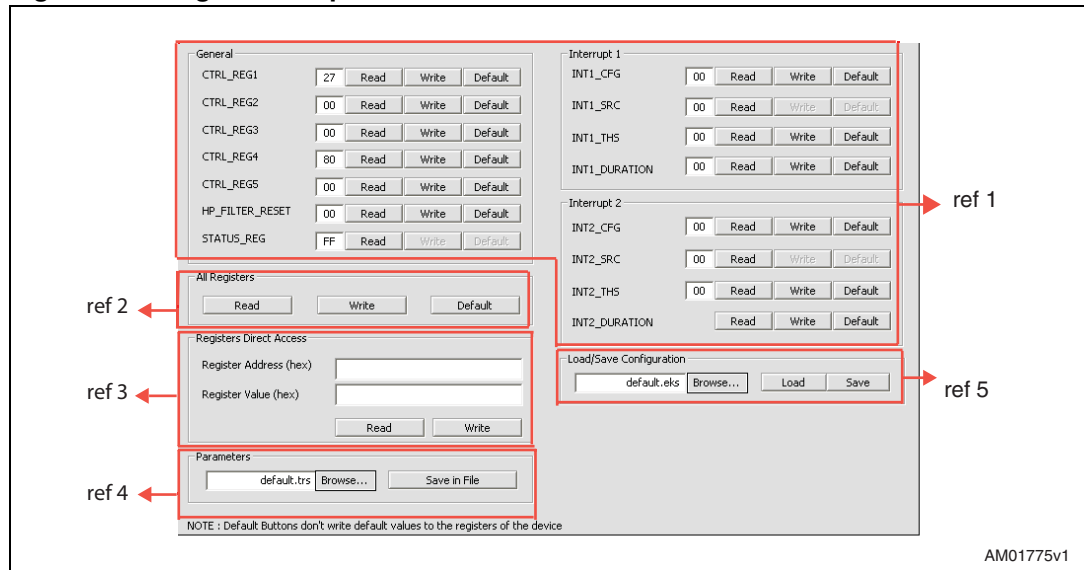 General
CTRL_REG1 27 Read Write Default
CTRL_REG2 00 Read Write Default
CTRL_REG3 00 Read Write Default
CTRL_REG4 80 Read Write Default
CTRL_REG5 00 Read Write Default
HP_FILTER_RESET 00 Read Write Default
STATUS_REG FF Read Write Default
Interrupt 1
INT1_CFG 00 Read Write Default
INT1_SRC 00 Read Write Default
INT1_THS 00 Read Write Default
INT1_DURATION 00 Read Write Default
ref 1
Interrupt 2
INT2_CFG 00 Read Write Default
INT2_SRC 00 Read Write Default
INT2_THS 00 Read Write Default
INT2_DURATION Read Write Default
All Registers
ref 2 Read Write Default
Registers Direct Access
Register Address (hex)
ref 3 Register Value (hex)
Read Write
Load/Save Configuration
default.eks Browse... Load Save
ref 5
Parameters
default.trs Browse... Save in File
ref 4
NOTE : Default Buttons don't write default values to the registers of the device
AM01775v1